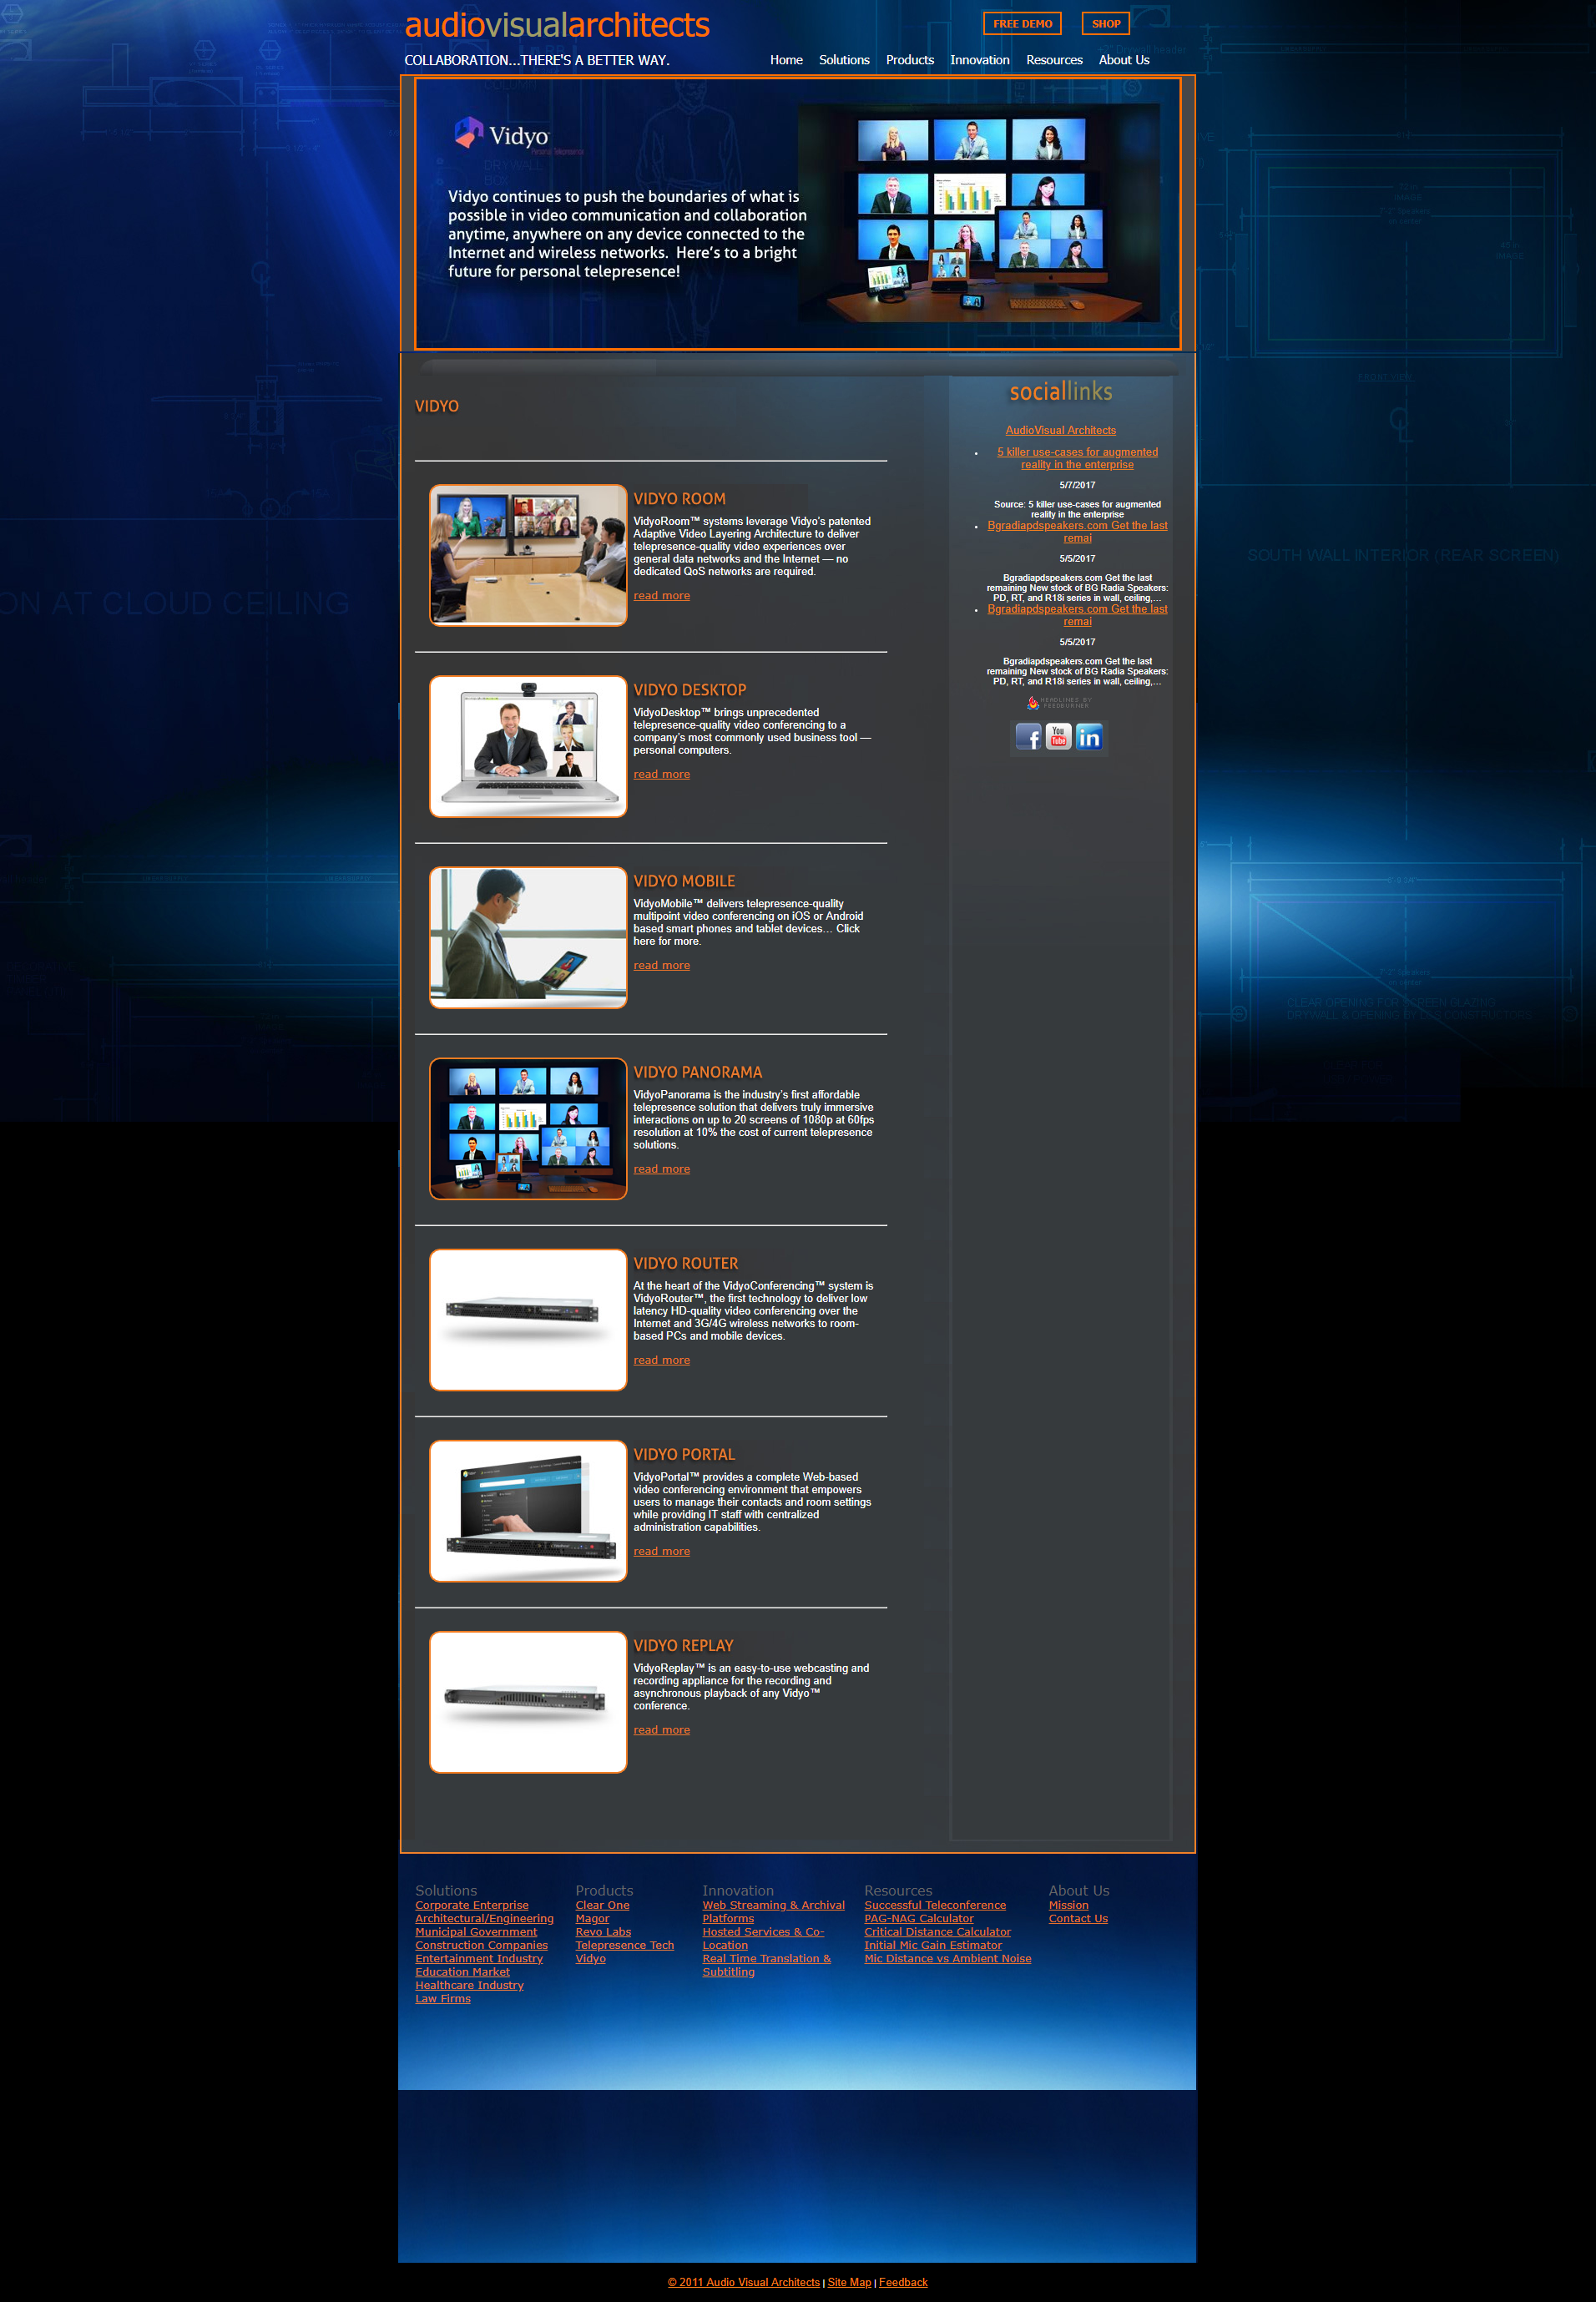 audiovisualarchitects
FREE DEMO
SHOP
COLLABORATION...THERE'S A BETTER WAY.
Home
Solutions
Products
Innovation
Resources
About Us
Vidyo
Personal Telepresence
Vidyo continues to push the boundaries of what is
possible in video communication and collaboration
anytime, anywhere on any device connected to the
Internet and wireless networks. Here's to a bright
future for personal telepresence!
VIDYO
VIDYO ROOM
VidyoRoom™ systems leverage Vidyo's patented
Adaptive Video Layering Architecture to deliver
telepresence-quality video experiences over
general data networks and the Internet — no
dedicated QoS networks are required.
read more
VIDYO DESKTOP
VidyoDesktop™ brings unprecedented
telepresence-quality video conferencing to a
company's most commonly used business tool —
personal computers.
read more
VIDYO MOBILE
VidyoMobile™ delivers telepresence-quality
multipoint video conferencing on iOS or Android
based smart phones and tablet devices... Click
here for more.
read more
VIDYO PANORAMA
VidyoPanorama is the industry's first affordable
telepresence solution that delivers truly immersive
interactions on up to 20 screens of 1080p at 60fps
resolution at 10% the cost of current telepresence
solutions.
read more
VIDYO ROUTER
At the heart of the VidyoConferencing™ system is
VidyoRouter™, the first technology to deliver low
latency HD-quality video conferencing over the
Internet and 3G/4G wireless networks to room-
based PCs and mobile devices.
read more
VIDYO PORTAL
VidyoPortal™ provides a complete Web-based
video conferencing environment that empowers
users to manage their contacts and room settings
while providing IT staff with centralized
administration capabilities.
read more
VIDYO REPLAY
VidyoReplay™ is an easy-to-use webcasting and
recording appliance for the recording and
asynchronous playback of any Vidyo™
conference.
read more
sociallinks
AudioVisual Architects
5 killer use-cases for augmented
reality in the enterprise
5/7/2017
Source: 5 killer use-cases for augmented
reality in the enterprise
Bgradiapdspeakers.com Get the last
remai
5/5/2017
Bgradiapdspeakers.com Get the last
remaining New stock of BG Radia Speakers:
PD, RT, and R18i series in wall, ceiling,...
Bgradiapdspeakers.com Get the last
remai
5/5/2017
Bgradiapdspeakers.com Get the last
remaining New stock of BG Radia Speakers:
PD, RT, and R18i series in wall, ceiling,...
HEADLINES BY
FEEDBURNER
f
You
Tube
in
ON AT CLOUD CEILING
SOUTH WALL INTERIOR (REAR SCREEN)
CLEAR OPENING FOR SCREEN GLAZING
Solutions
Corporate Enterprise
Architectural/Engineering
Municipal Government
Construction Companies
Entertainment Industry
Education Market
Healthcare Industry
Law Firms
Products
Clear One
Magor
Revo Labs
Telepresence Tech
Vidyo
Innovation
Web Streaming & Archival
Platforms
Hosted Services & Co-
Location
Real Time Translation &
Subtitling
Resources
Successful Teleconference
PAG-NAG Calculator
Critical Distance Calculator
Initial Mic Gain Estimator
Mic Distance vs Ambient Noise
About Us
Mission
Contact Us
© 2011 Audio Visual Architects | Site Map | Feedback